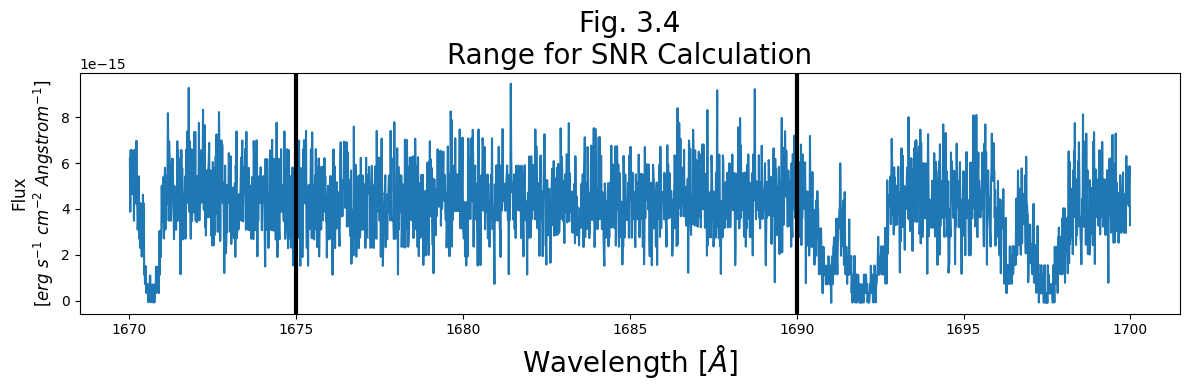 Fig. 3.4
Range for SNR Calculation
1e−15
Flux
[erg s⁻¹ cm⁻² Angstrom⁻¹]
8
6
4
2
0
1670 1675 1680 1685 1690 1695 1700
Wavelength [Å]